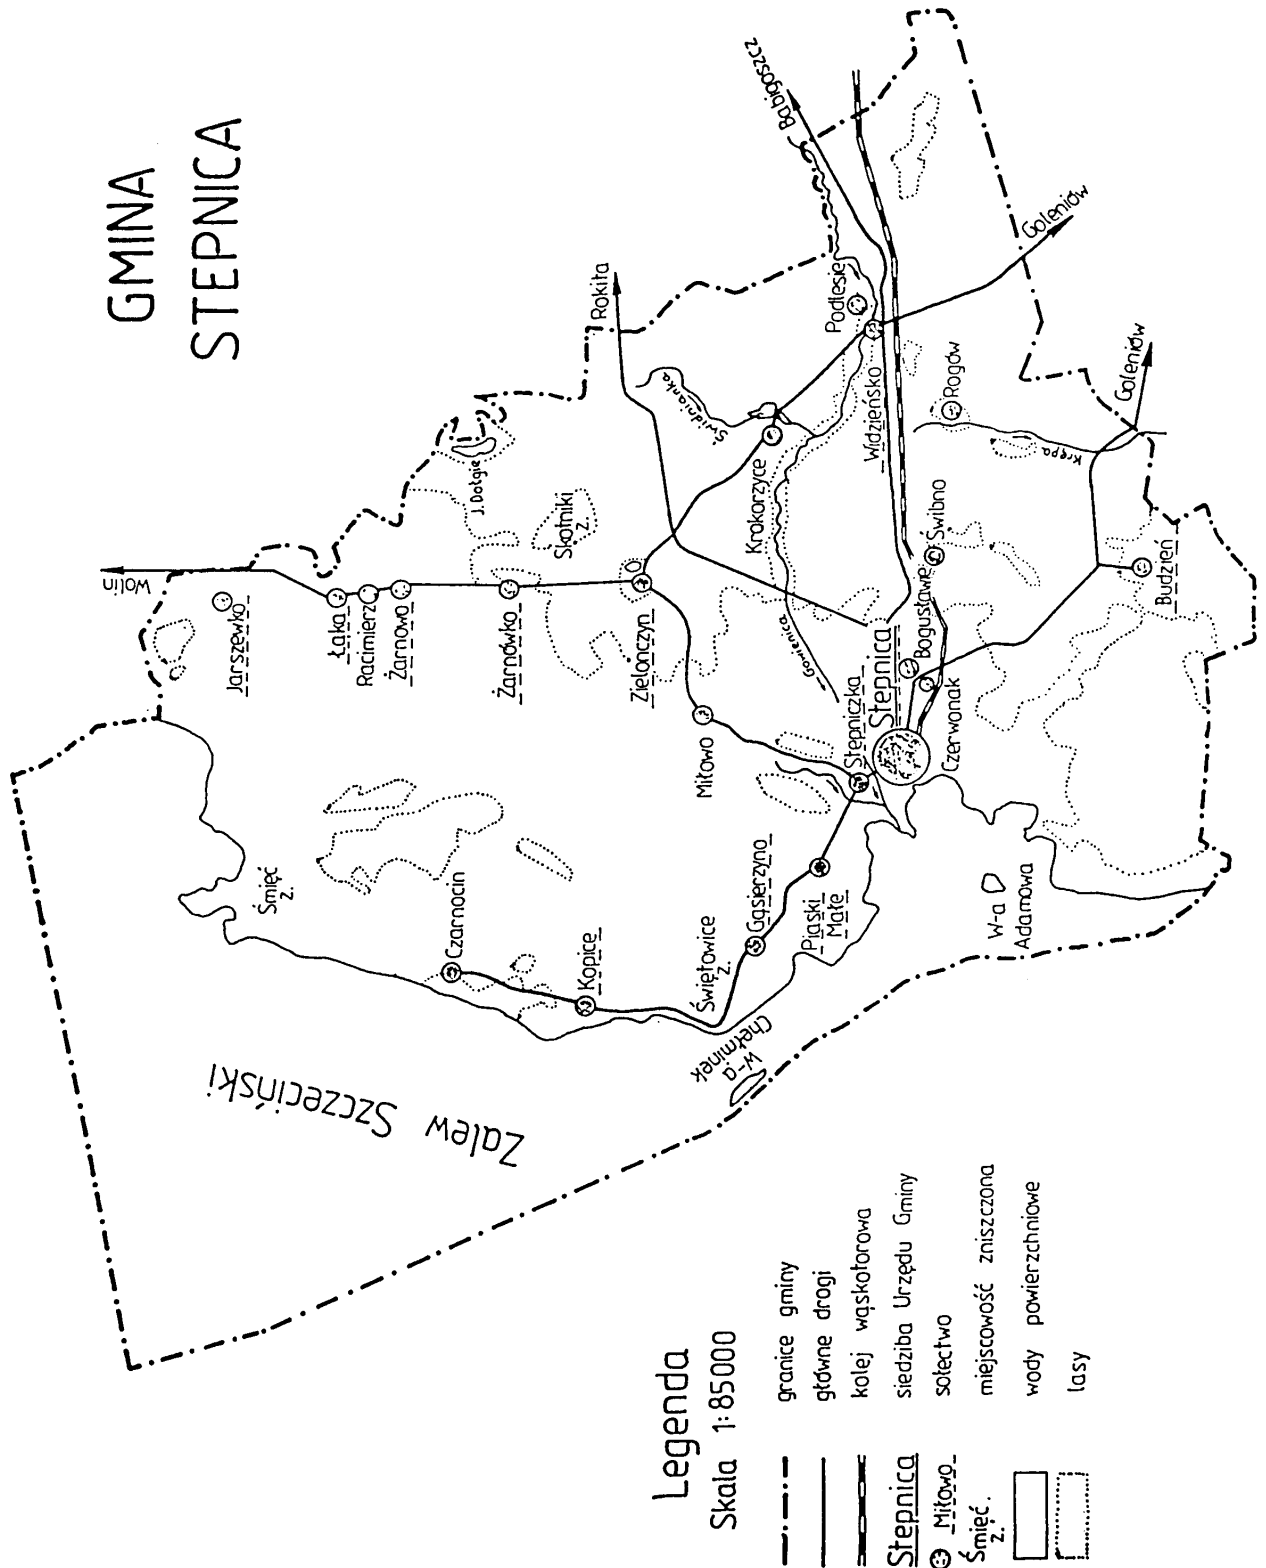 GMINA
STEPNICA
Wolin
Jarszewko
Łąka
Racimierz
Żarnowo
Żarnówko
J. Dołgie
Skotniki
z.
Zielonczyn
Rokita
Świdnianka
Krokorzyce
Gowienica
Babigoszcz
Podlesie
Widzieńsko
Goleniów
Rogów
Krępa
Goleniów
Świbno
Bogusławie
Budzień
Miłowo
Stepniczka
Stepnica
Czerwonak
Śmięć
z.
Czarnocin
Kopice
Świętowice
z.
Gąsierzyno
Piaski
Małe
W-a
Adamowa
W-a
Chełminek
Zalew Szczeciński
Legenda
Skala 1:85000
granice gminy
główne drogi
kolej wąskotorowa
Stepnica siedziba Urzędu Gminy
Miłowo sołectwo
Śmięć. miejscowość zniszczona
z.
wody powierzchniowe
lasy